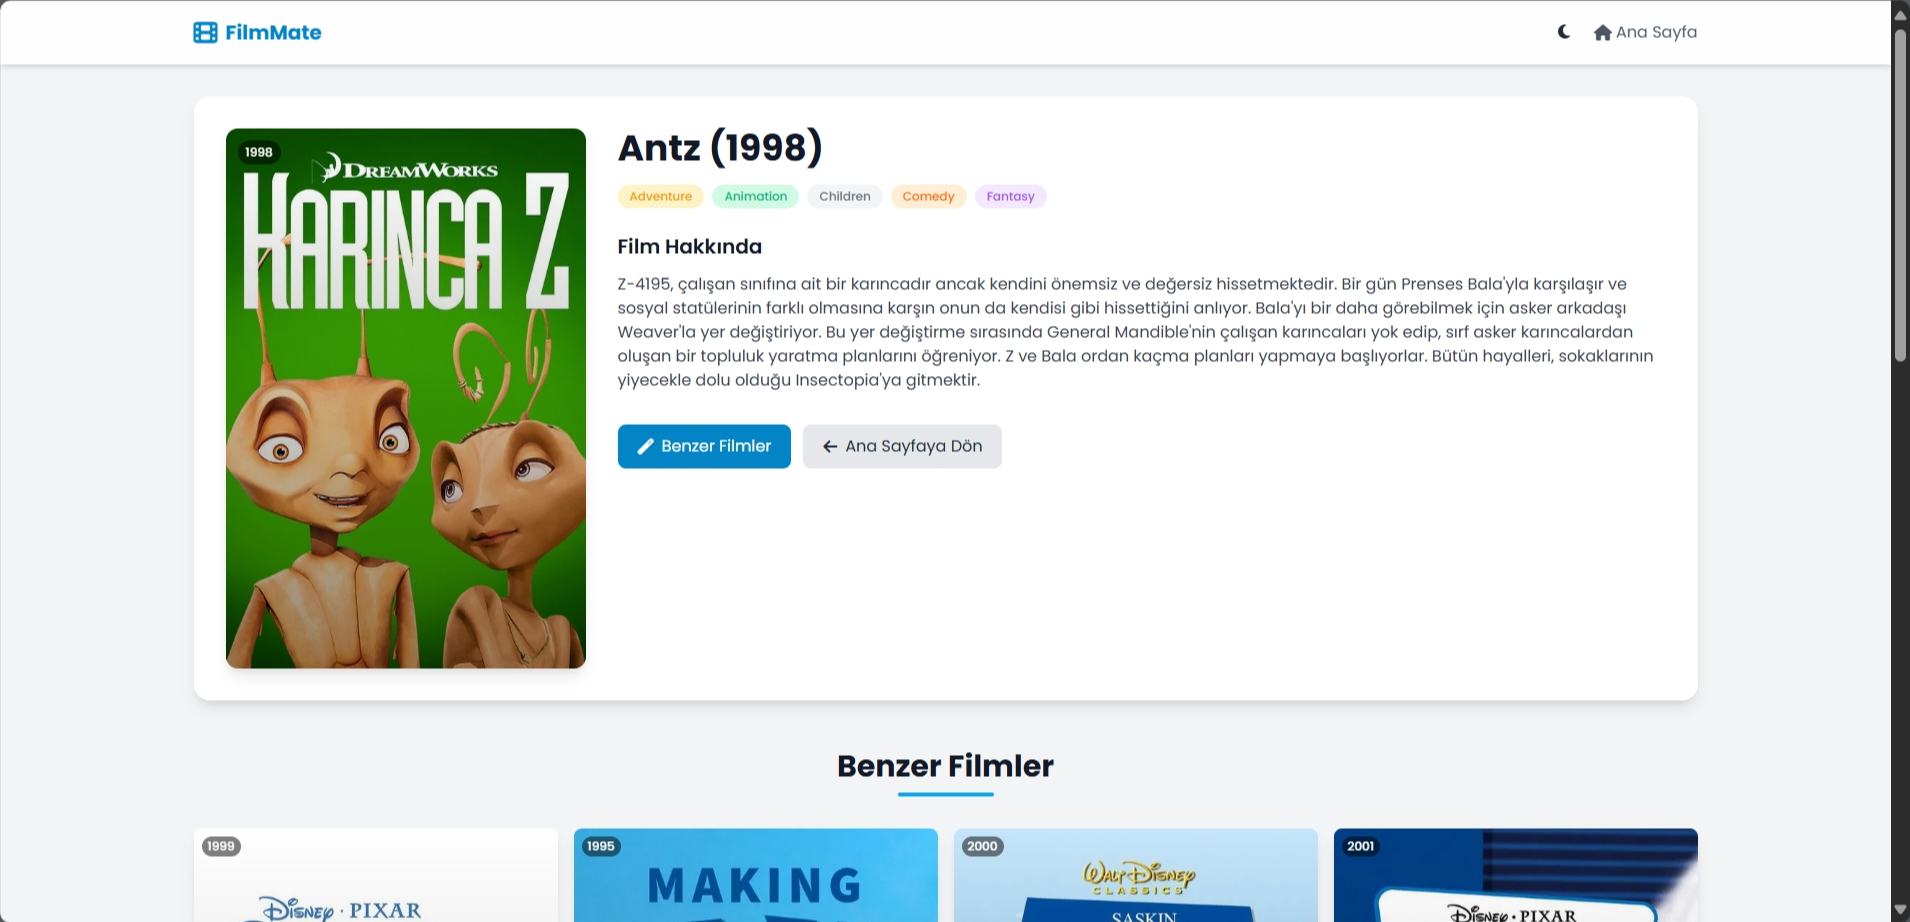 FilmMate
Ana Sayfa
1998
DREAMWORKS
KARINCA Z
Antz (1998)
Adventure Animation Children Comedy Fantasy
Film Hakkında
Z-4195, çalışan sınıfına ait bir karıncadır ancak kendini önemsiz ve değersiz hissetmektedir. Bir gün Prenses Bala'yla karşılaşır ve
sosyal statülerinin farklı olmasına karşın onun da kendisi gibi hissettiğini anlıyor. Bala'yı bir daha görebilmek için asker arkadaşı
Weaver'la yer değiştiriyor. Bu yer değiştirme sırasında General Mandible'nin çalışan karıncaları yok edip, sırf asker karıncalardan
oluşan bir topluluk yaratma planlarını öğreniyor. Z ve Bala ordan kaçma planları yapmaya başlıyorlar. Bütün hayalleri, sokaklarının
yiyecekle dolu olduğu Insectopia'ya gitmektir.
Benzer Filmler
Ana Sayfaya Dön
Benzer Filmler
1999
DISNEY · PIXAR
1995
MAKING
2000
WALT DISNEY
CLASSICS
2001
DISNEY · PIXAR